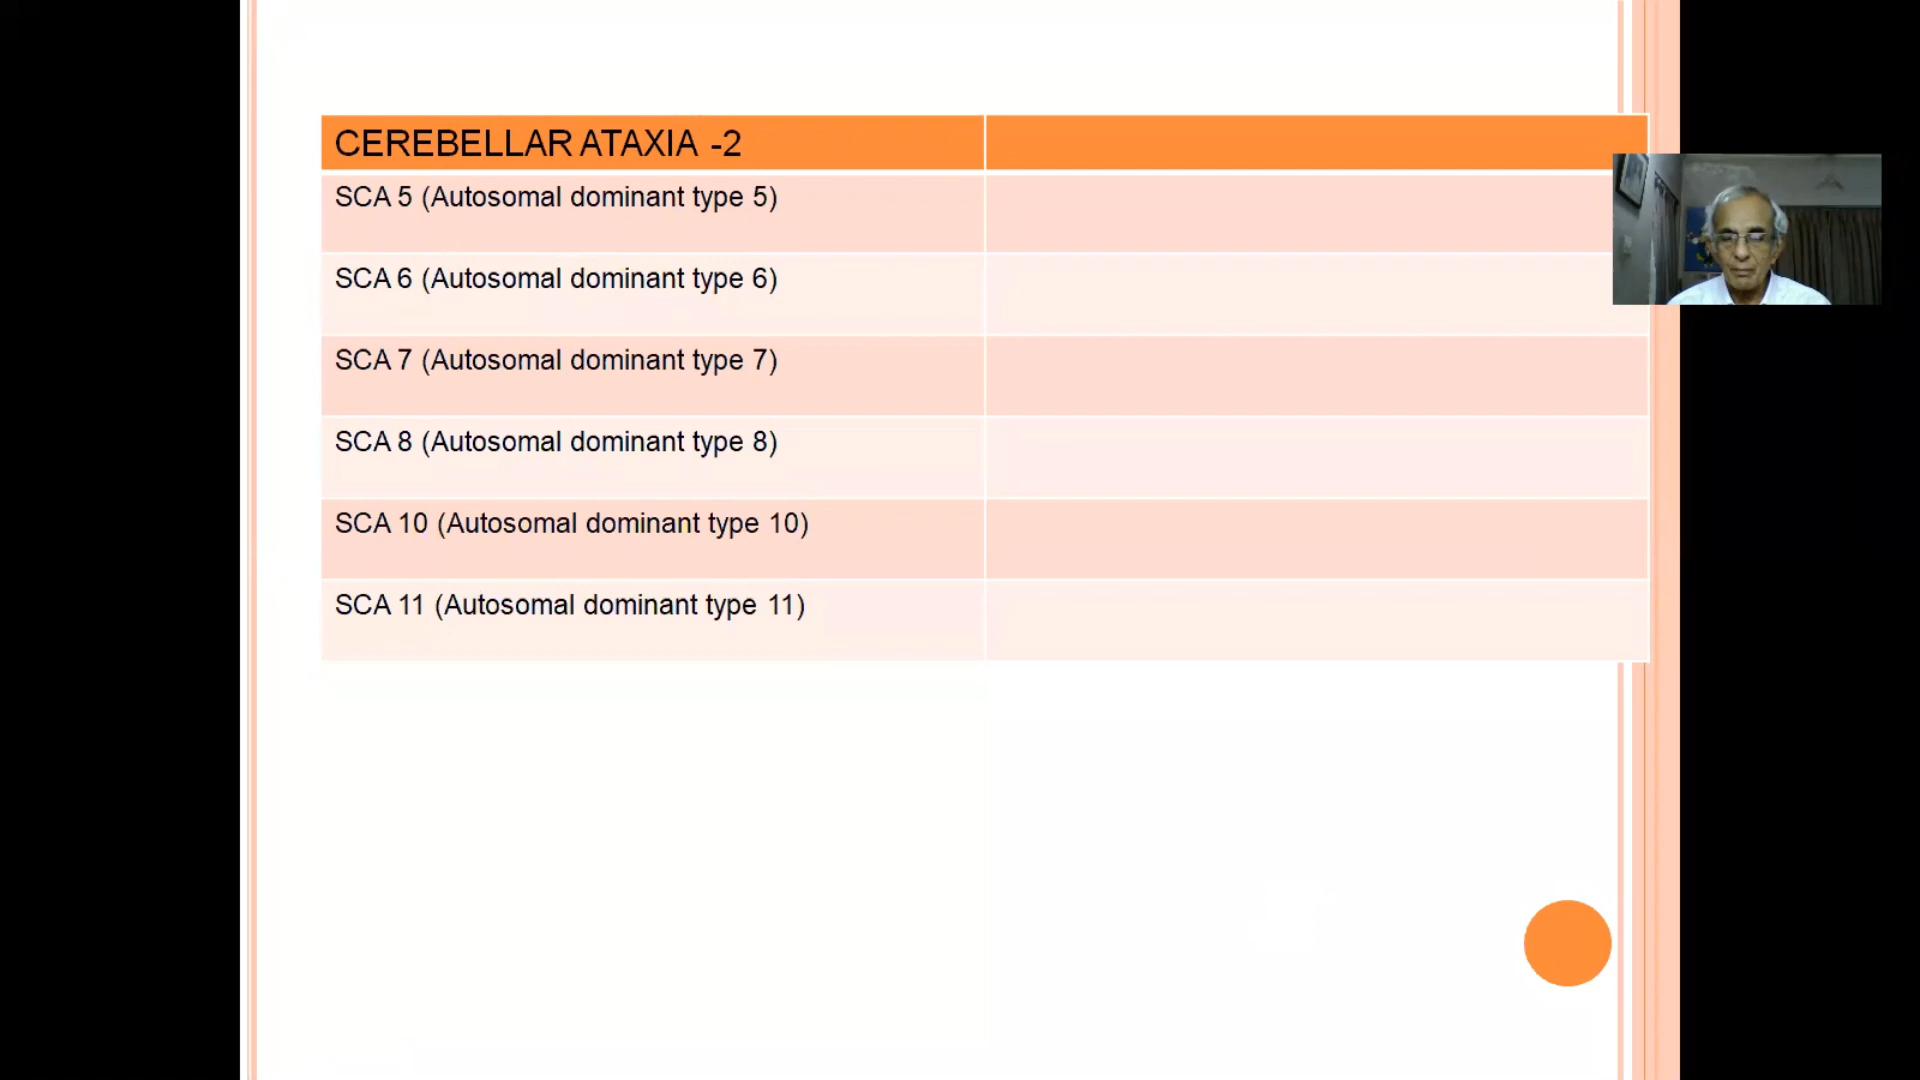 CEREBELLAR ATAXIA -2
SCA 5 (Autosomal dominant type 5)
SCA 6 (Autosomal dominant type 6)
SCA 7 (Autosomal dominant type 7)
SCA 8 (Autosomal dominant type 8)
SCA 10 (Autosomal dominant type 10)
SCA 11 (Autosomal dominant type 11)